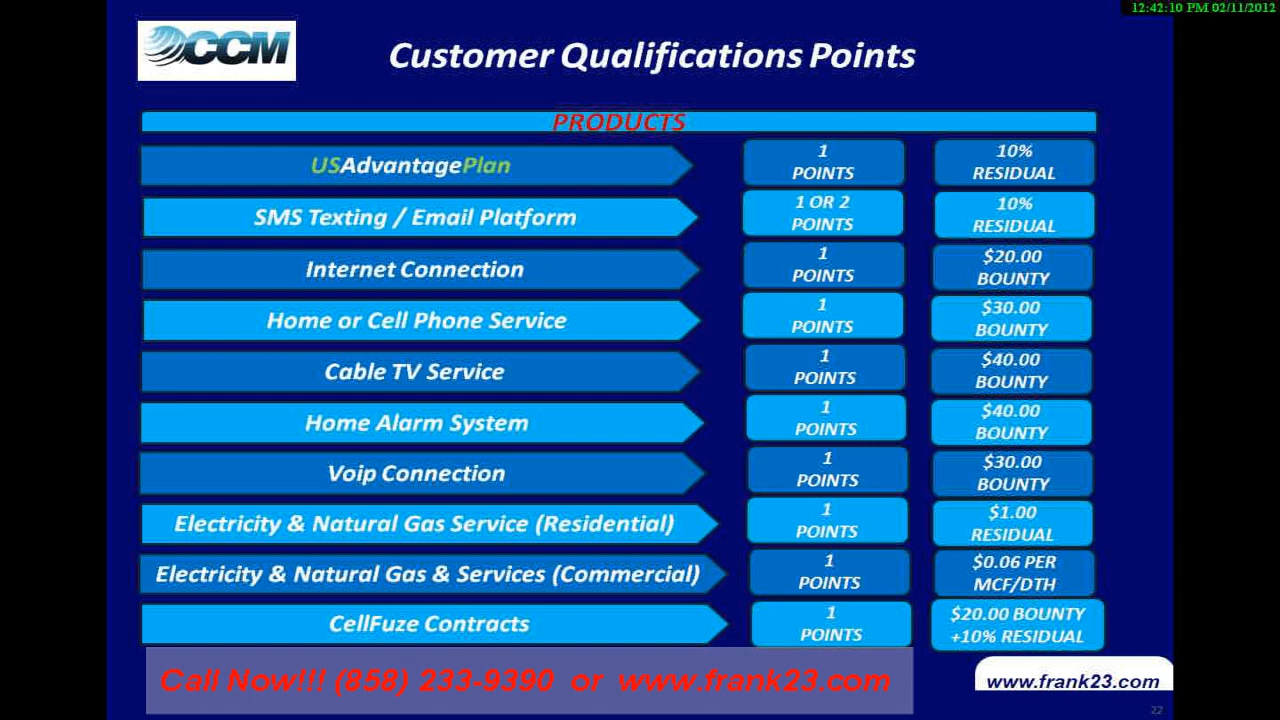 12:42:10 PM 02/11/2012
CCM
Customer Qualifications Points
PRODUCTS
USAdvantagePlan
1
POINTS
10%
RESIDUAL
SMS Texting / Email Platform
1 OR 2
POINTS
10%
RESIDUAL
Internet Connection
1
POINTS
$20.00
BOUNTY
Home or Cell Phone Service
1
POINTS
$30.00
BOUNTY
Cable TV Service
1
POINTS
$40.00
BOUNTY
Home Alarm System
1
POINTS
$40.00
BOUNTY
Voip Connection
1
POINTS
$30.00
BOUNTY
Electricity & Natural Gas Service (Residential)
1
POINTS
$1.00
RESIDUAL
Electricity & Natural Gas & Services (Commercial)
1
POINTS
$0.06 PER
MCF/DTH
CellFuze Contracts
1
POINTS
$20.00 BOUNTY
+10% RESIDUAL
Call Now!!! (858) 233-9390 or www.frank23.com
www.frank23.com
22